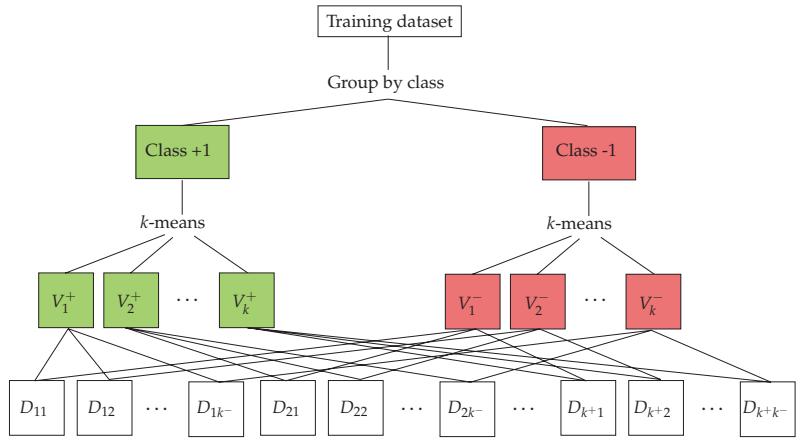 Training dataset
Group by class
Class +1 Class -1
k-means k-means
V₁⁺ V₂⁺ ⋯ Vₖ⁺ V₁⁻ V₂⁻ ⋯ Vₖ⁻
D₁₁ D₁₂ ⋯ D₁ₖ₋ D₂₁ D₂₂ ⋯ D₂ₖ₋ ⋯ Dₖ₊₁ Dₖ₊₂ ⋯ Dₖ₊ₖ₋